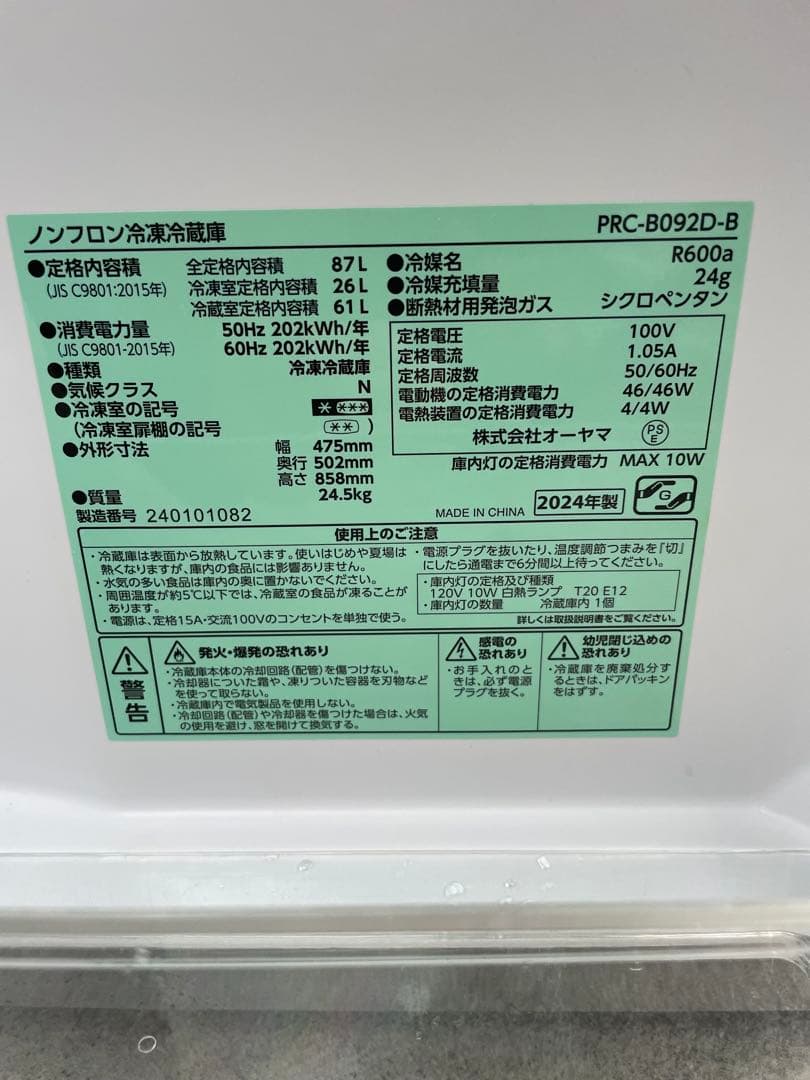 ノンフロン冷凍冷蔵庫
PRC-B092D-B
●定格内容積 全定格内容積 87L
(JIS C9801:2015年) 冷凍室定格内容積 26L
冷蔵室定格内容積 61L
●消費電力量 50Hz 202kWh/年
(JIS C9801-2015年) 60Hz 202kWh/年
●種類 冷凍冷蔵庫
●気候クラス N
●冷凍室の記号 * ***
(冷凍室扉棚の記号 ** )
●外形寸法 幅 475mm
奥行 502mm
高さ 858mm
●質量 24.5kg
製造番号 240101082
●冷媒名 R600a
●冷媒充填量 24g
●断熱材用発泡ガス シクロペンタン
定格電圧 100V
定格電流 1.05A
定格周波数 50/60Hz
電動機の定格消費電力 46/46W
電熱装置の定格消費電力 4/4W
株式会社オーヤマ PSE
庫内灯の定格消費電力 MAX 10W
MADE IN CHINA 2024年製 G
使用上のご注意
・冷蔵庫は表面から放熱しています。使いはじめや夏場は
熱くなりますが、庫内の食品には影響ありません。
・水気の多い食品は庫内の奥に置かないでください。
・周囲温度が約5℃以下では、冷蔵室の食品が凍ることが
あります。
・電源は、定格15A・交流100Vのコンセントを単独で使う。
・電源プラグを抜いたり、温度調節つまみを「切」
にしたら通電まで6分間以上待ってください。
・庫内灯の定格及び種類
120V 10W 白熱ランプ T20 E12
・庫内灯の数量 冷蔵庫内 1個
詳しくは取扱説明書をご覧ください。
警告
発火・爆発の恐れあり
・冷蔵庫本体の冷却回路(配管)を傷つけない。
・冷却器についた霜や、凍りついた容器を刃物など
を使って取らない。
・冷蔵庫内で電気製品を使用しない。
・冷却回路(配管)や冷却器を傷つけた場合は、火気
の使用を避け、窓を開けて換気する。
感電の
恐れあり
・お手入れのと
きは、必ず電源
プラグを抜く。
幼児閉じ込めの
恐れあり
・冷蔵庫を廃棄処分す
るときは、ドアパッキン
をはずす。